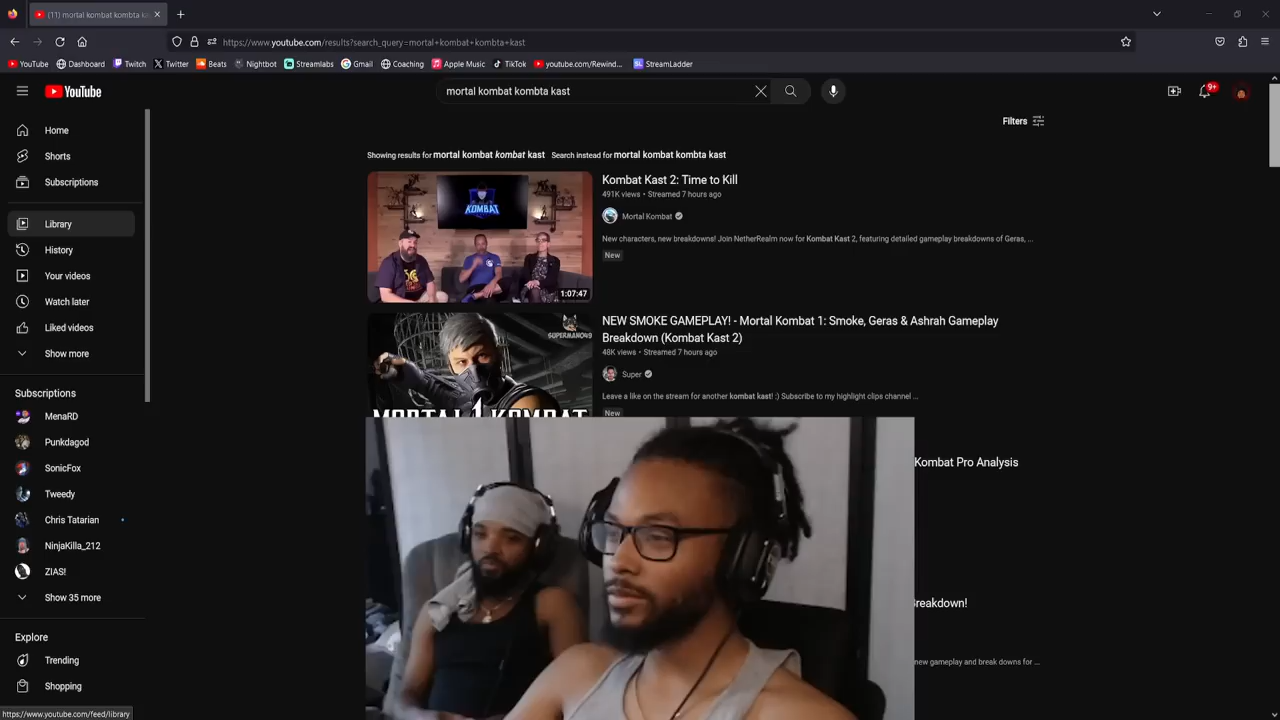 (11) mortal kombat kombta ka
https://www.youtube.com/results?search_query=mortal+kombat+kombta+kast
YouTube Dashboard Twitch Twitter Beats Nightbot Streamlabs Gmail Coaching Apple Music TikTok youtube.com/Rewind... StreamLadder
YouTube
mortal kombat kombta kast
9+
Filters
Home
Shorts
Subscriptions
Library
History
Your videos
Watch later
Liked videos
Show more
Subscriptions
MenaRD
Punkdagod
SonicFox
Tweedy
Chris Tatarian
NinjaKilla_212
ZIAS!
Show 35 more
Explore
Trending
Shopping
https://www.youtube.com/feed/library
Showing results for mortal kombat kombat kast Search instead for mortal kombat kombta kast
KOMBAT
1:07:47
Kombat Kast 2: Time to Kill
491K views • Streamed 7 hours ago
Mortal Kombat
New characters, new breakdowns! Join NetherRealm now for Kombat Kast 2, featuring detailed gameplay breakdowns of Geras, ...
New
SUPERMAN049
MORTAL KOMBAT 1
NEW SMOKE GAMEPLAY! - Mortal Kombat 1: Smoke, Geras & Ashrah Gameplay
Breakdown (Kombat Kast 2)
48K views • Streamed 7 hours ago
Super
Leave a like on the stream for another kombat kast! :) Subscribe to my highlight clips channel ...
New
Kombat Pro Analysis
Breakdown!
new gameplay and break downs for ...